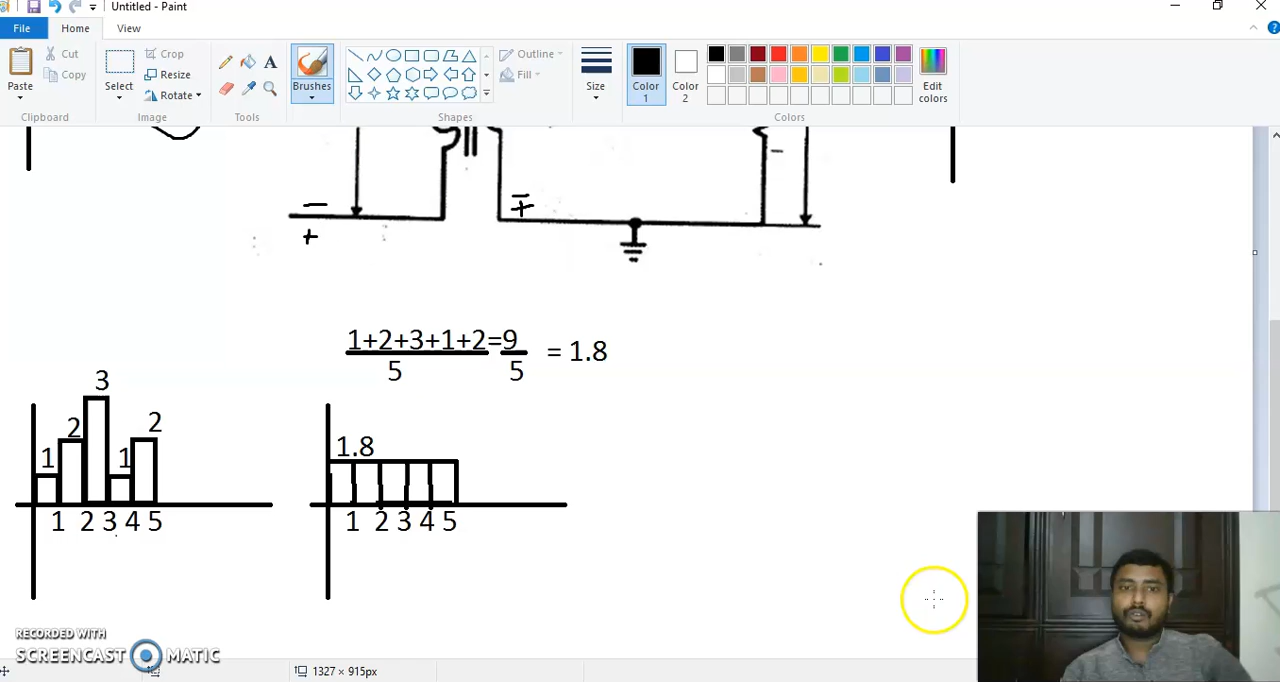 Untitled - Paint
File Home View
Paste
Cut
Copy
Clipboard
Select
Crop
Resize
Rotate
Image
Tools
Brushes
Shapes
Outline
Fill
Size
Color 1
Color 2
Edit colors
Colors
−
+
−
+
−
1+2+3+1+2=9
5 5
= 1.8
3
2 2
1 1
1 2 3 4 5
1.8
1 2 3 4 5
RECORDED WITH
SCREENCAST MATIC
1327 × 915px